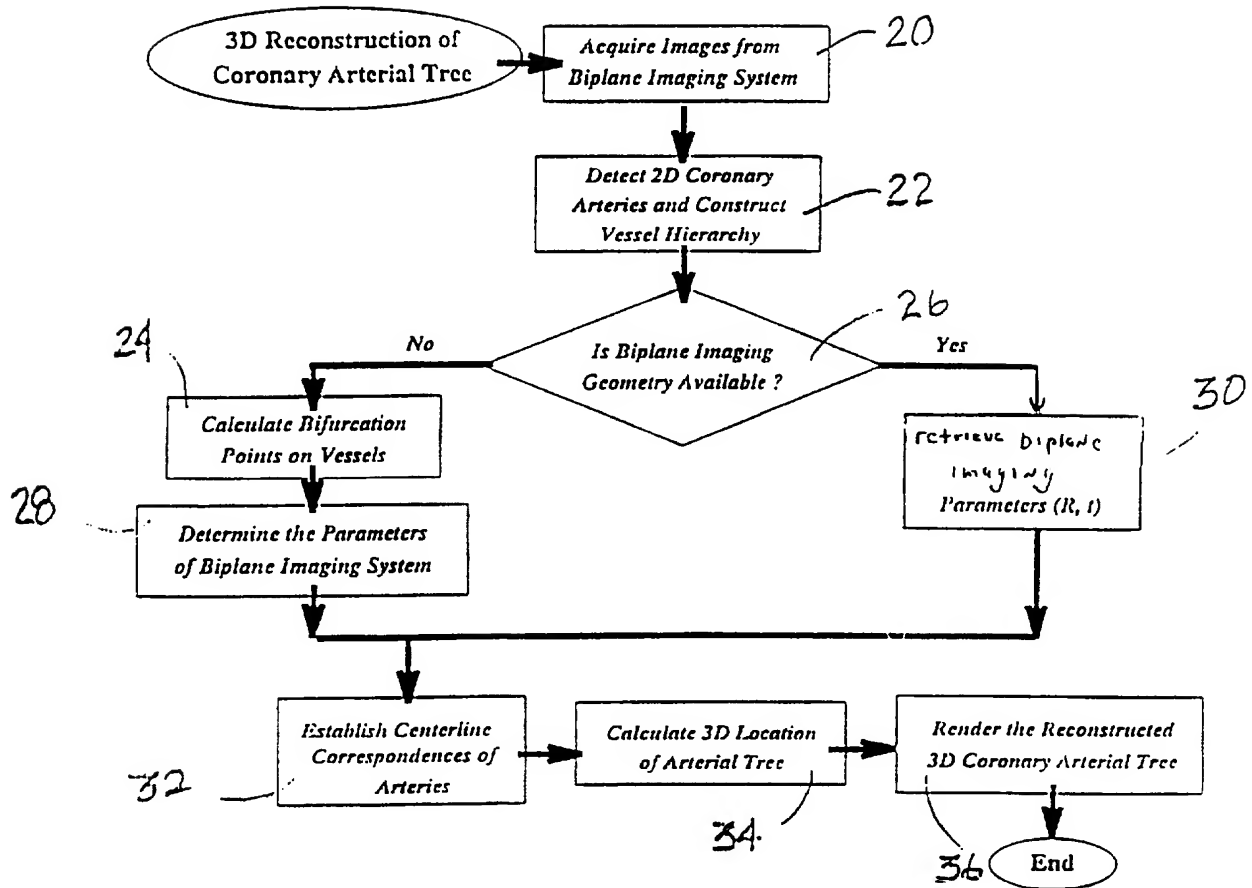 3D Reconstruction of
Coronary Arterial Tree
Acquire Images from
Biplane Imaging System
20
Detect 2D Coronary
Arteries and Construct
Vessel Hierarchy
22
Is Biplane Imaging
Geometry Available ?
26
No
Yes
24
Calculate Bifurcation
Points on Vessels
28
Determine the Parameters
of Biplane Imaging System
retrieve biplane
imaging
Parameters (R, t)
30
Establish Centerline
Correspondences of
Arteries
32
Calculate 3D Location
of Arterial Tree
34
Render the Reconstructed
3D Coronary Arterial Tree
36
End